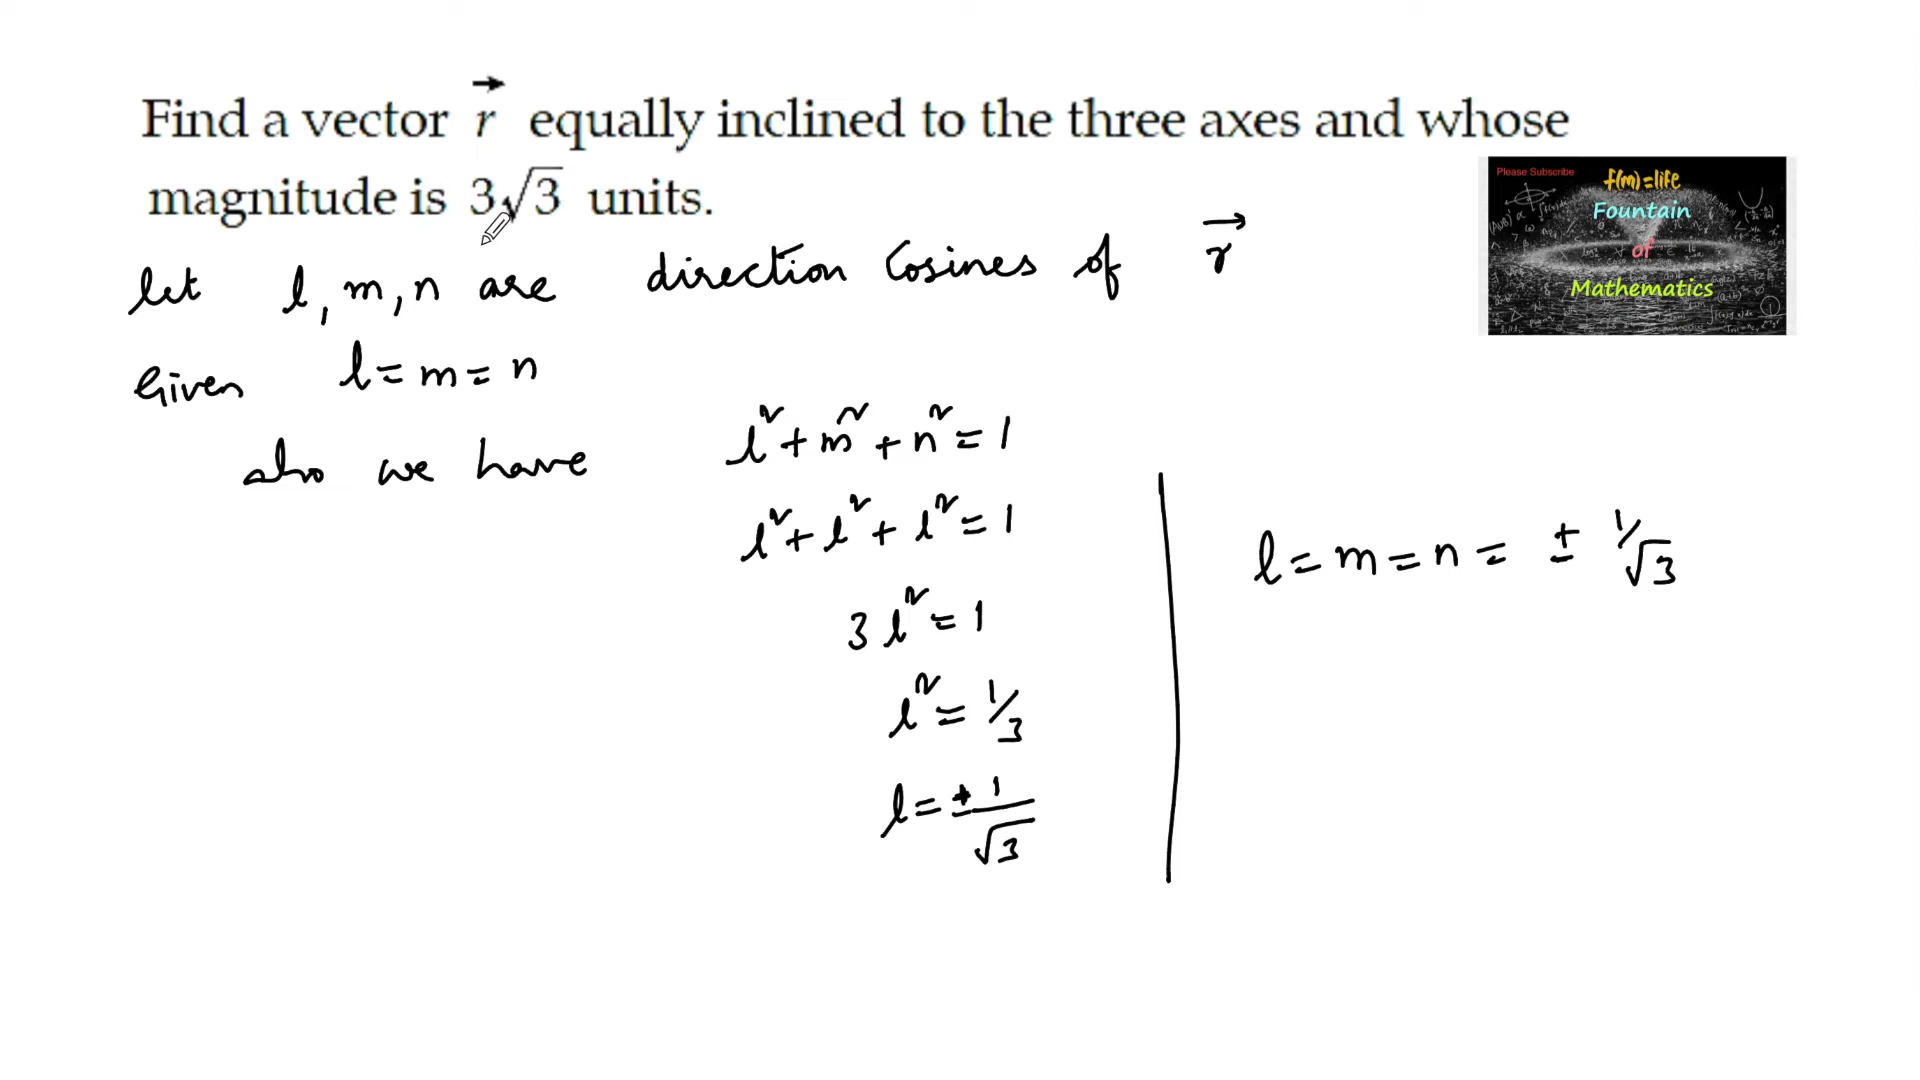 Find a vector r⃗ equally inclined to the three axes and whose
magnitude is 3√3 units.
Please Subscribe
f(m)=life
Fountain
of
Mathematics
let l, m, n are direction Cosines of r⃗
Given l = m = n
also we have l² + m² + n² = 1
l² + l² + l² = 1
3l² = 1
l² = 1/3
l = ± 1/√3
l = m = n = ± 1/√3